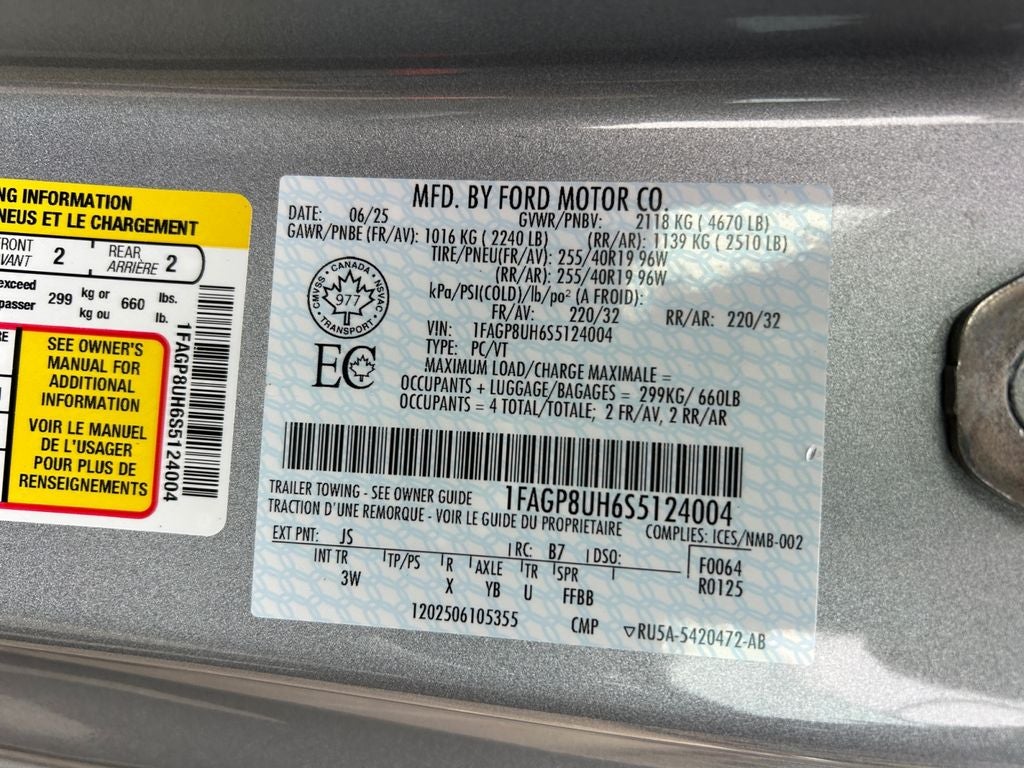 NG INFORMATION
NEUS ET LE CHARGEMENT
FRONT
VANT 2
REAR
ARRIÈRE 2
exceed
passer 299 kg or 660 lbs.
kg ou lb.
SEE OWNER'S
MANUAL FOR
ADDITIONAL
INFORMATION
VOIR LE MANUEL
DE L'USAGER
POUR PLUS DE
RENSEIGNEMENTS
1FAGP8UH6S5124004
MFD. BY FORD MOTOR CO.
DATE: 06/25 GVWR/PNBV: 2118 KG ( 4670 LB)
GAWR/PNBE (FR/AV): 1016 KG ( 2240 LB) (RR/AR): 1139 KG ( 2510 LB)
TIRE/PNEU(FR/AV): 255/40R19 96W
(RR/AR): 255/40R19 96W
kPa/PSI(COLD)/lb/po² (A FROID):
FR/AV: 220/32 RR/AR: 220/32
VIN: 1FAGP8UH6S5124004
TYPE: PC/VT
MAXIMUM LOAD/CHARGE MAXIMALE =
OCCUPANTS + LUGGAGE/BAGAGES = 299KG/ 660LB
OCCUPANTS = 4 TOTAL/TOTALE; 2 FR/AV, 2 RR/AR
CMVSS • CANADA • NSVAC
977
• TRANSPORT •
EC
1FAGP8UH6S5124004
TRAILER TOWING - SEE OWNER GUIDE
TRACTION D'UNE REMORQUE - VOIR LE GUIDE DU PROPRIETAIRE
COMPLIES: ICES/NMB-002
EXT PNT: JS RC: B7 DSO:
INT TR TP/PS R AXLE TR SPR
3W X YB U FFBB
F0064
R0125
1202506105355 CMP ▽RU5A-5420472-AB